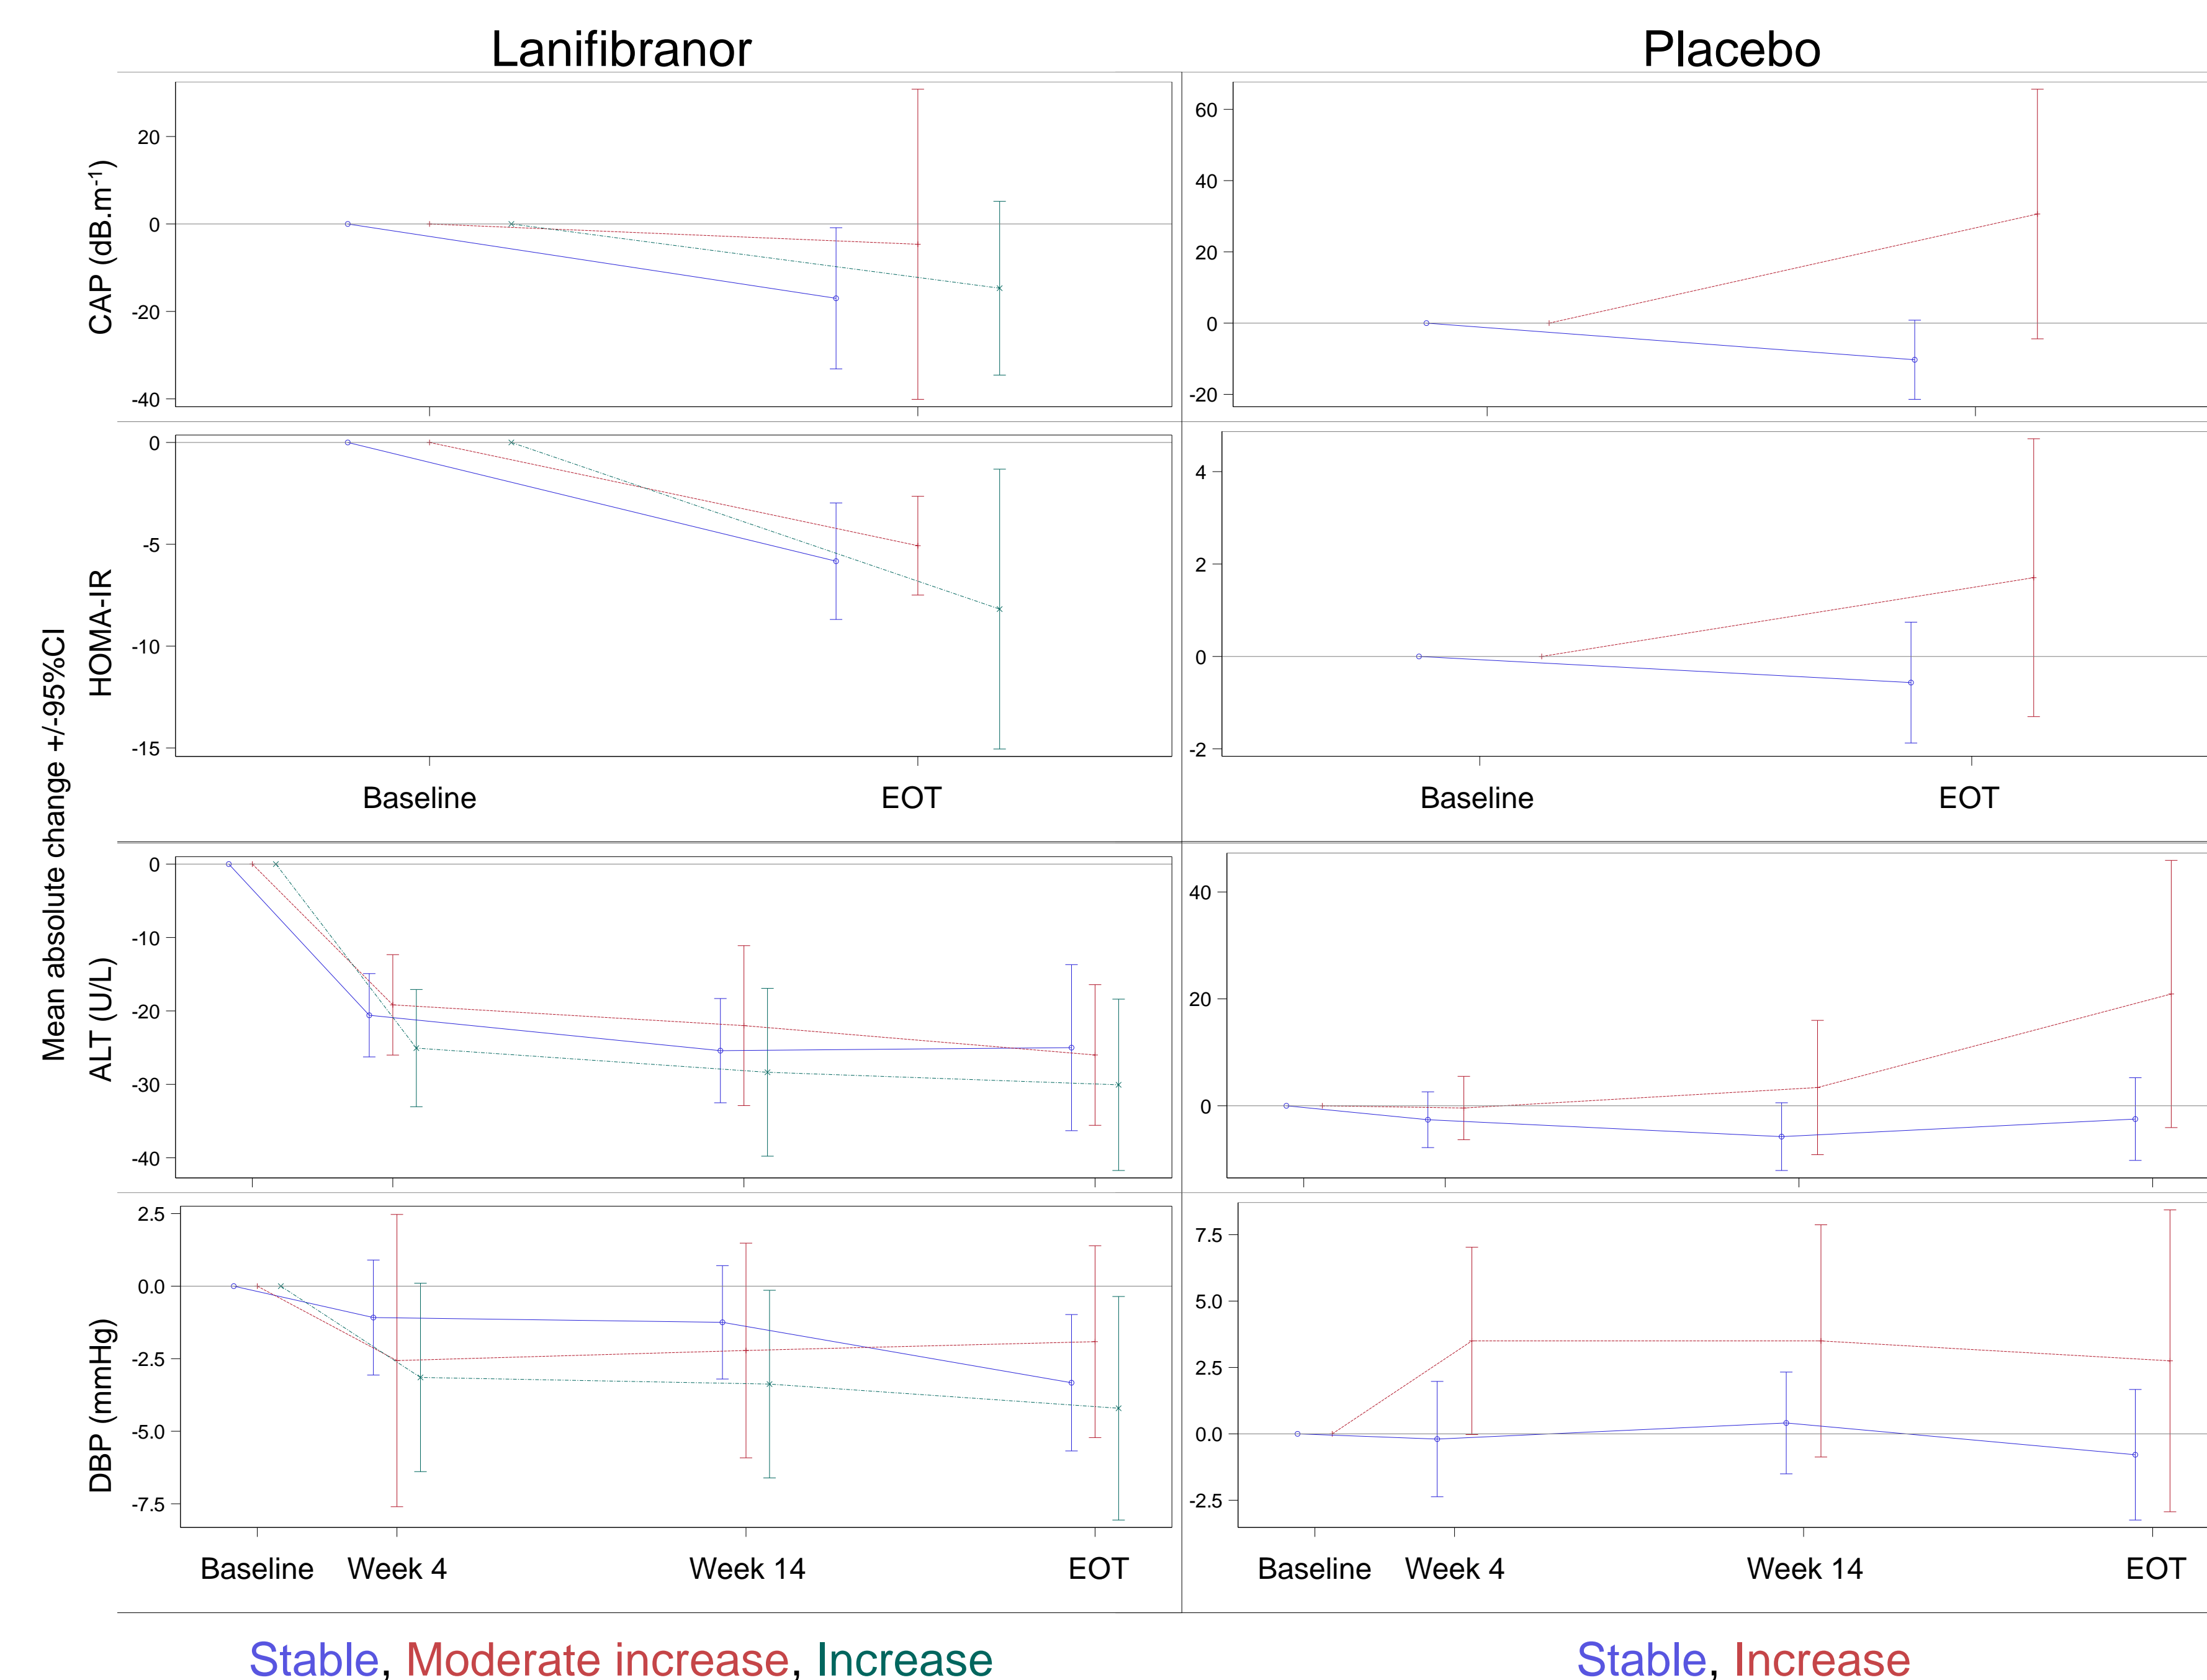 Lanifibranor
Placebo
Mean absolute change +/-95%CI
CAP (dB.m-1)
20
0
-20
-40
60
40
20
0
-20
HOMA-IR
0
-5
-10
-15
4
2
0
-2
Baseline
EOT
Baseline
EOT
ALT (U/L)
0
-10
-20
-30
-40
40
20
0
DBP (mmHg)
2.5
0.0
-2.5
-5.0
-7.5
7.5
5.0
2.5
0.0
-2.5
Baseline Week 4 Week 14 EOT
Baseline Week 4 Week 14 EOT
Stable, Moderate increase, Increase
Stable, Increase